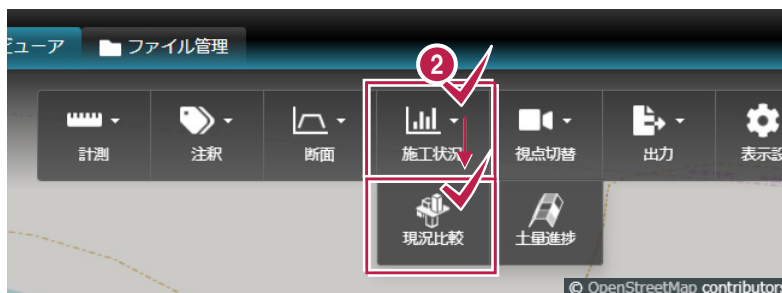 ビューア ファイル管理
2
計測 注釈 断面 施工状況 視点切替 出力 表示設
現況比較 土量進捗
© OpenStreetMap contributor